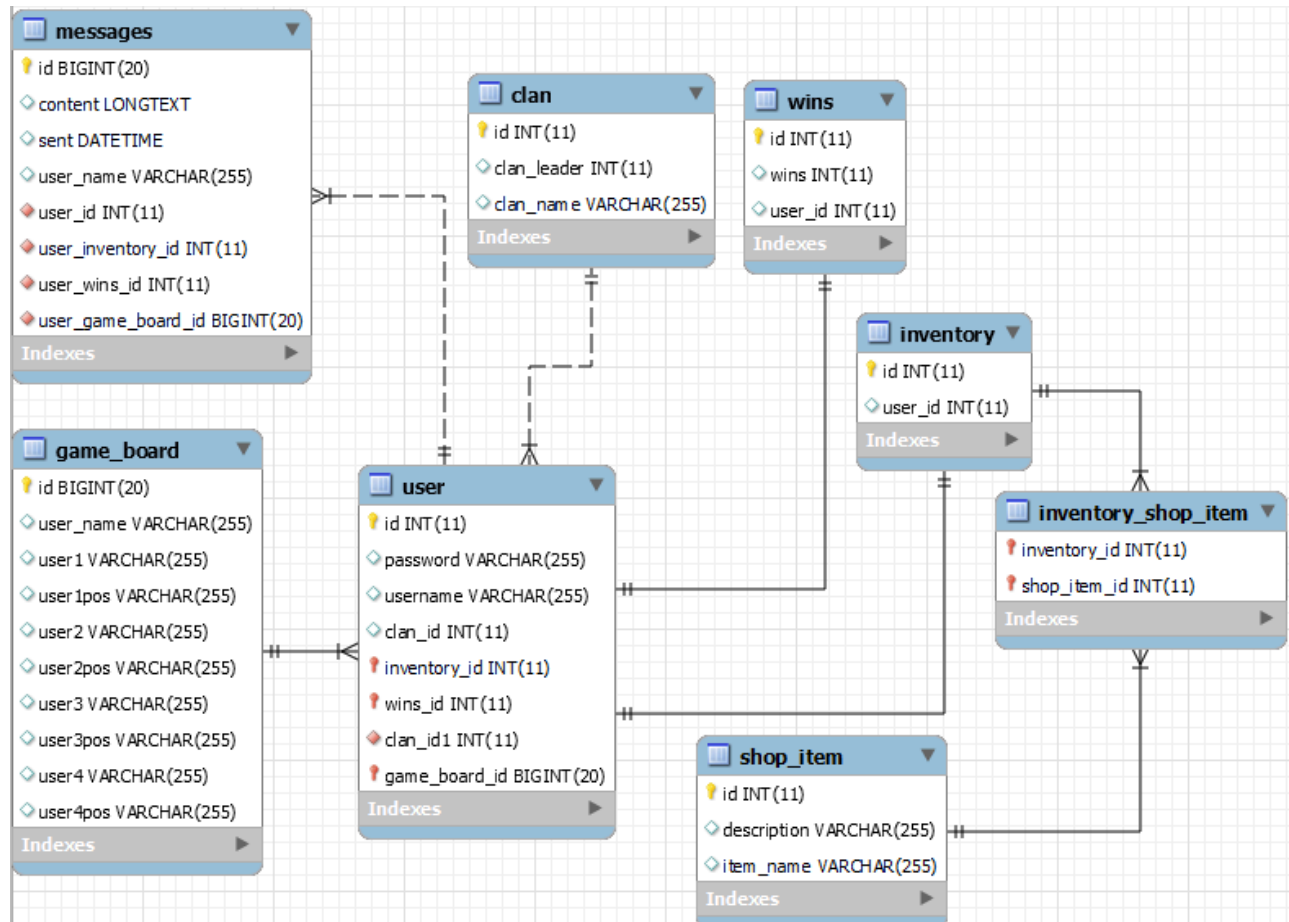 messages
id BIGINT(20)
content LONGTEXT
sent DATETIME
user_name VARCHAR(255)
user_id INT(11)
user_inventory_id INT(11)
user_wins_id INT(11)
user_game_board_id BIGINT(20)
Indexes
clan
id INT(11)
clan_leader INT(11)
clan_name VARCHAR(255)
Indexes
wins
id INT(11)
wins INT(11)
user_id INT(11)
Indexes
inventory
id INT(11)
user_id INT(11)
Indexes
game_board
id BIGINT(20)
user_name VARCHAR(255)
user1 VARCHAR(255)
user1pos VARCHAR(255)
user2 VARCHAR(255)
user2pos VARCHAR(255)
user3 VARCHAR(255)
user3pos VARCHAR(255)
user4 VARCHAR(255)
user4pos VARCHAR(255)
Indexes
user
id INT(11)
password VARCHAR(255)
username VARCHAR(255)
clan_id INT(11)
inventory_id INT(11)
wins_id INT(11)
clan_id1 INT(11)
game_board_id BIGINT(20)
Indexes
inventory_shop_item
inventory_id INT(11)
shop_item_id INT(11)
Indexes
shop_item
id INT(11)
description VARCHAR(255)
item_name VARCHAR(255)
Indexes